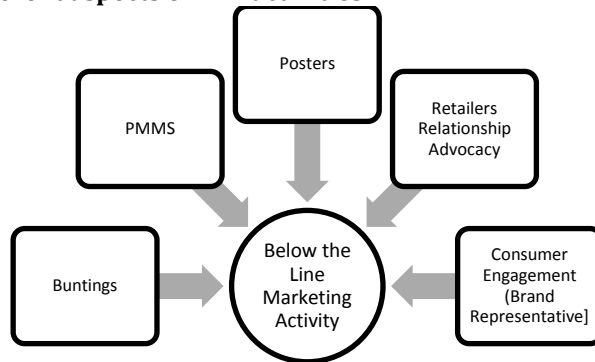 Posters
PMMS
Retailers
Relationship
Advocacy
Buntings
Below the
Line
Marketing
Activity
Consumer
Engagement
(Brand
Representative]